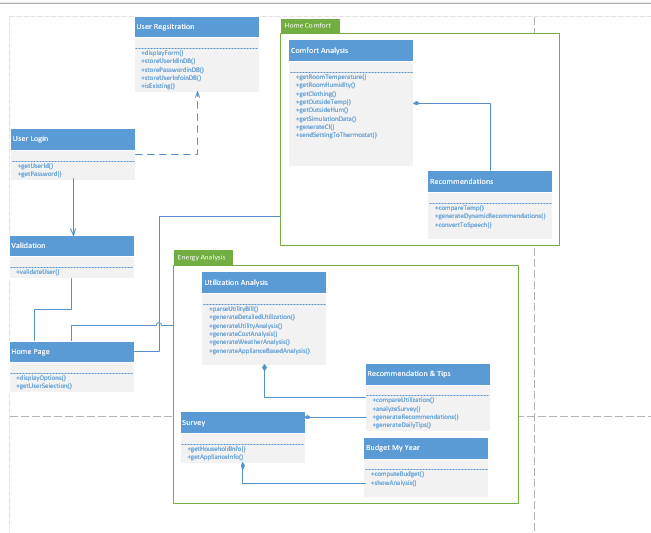 User Regsitration
+displayForm()
+storeUserIdinDB()
+storePasswordinDB()
+storeUserInfoinDB()
+isExisting()
Home Comfort
Comfort Analysis
+getRoomTemperature()
+getRoomHumidity()
+getClothing()
+getOutsideTemp()
+getOutsideHum()
+getSimulationData()
+generateCI()
+sendSettingToThermostat()
User Login
+getUserId()
+getPassword()
Recommendations
+compareTemp()
+generateDynamicRecommendations()
+convertToSpeech()
Validation
+validateUser()
Energy Analysis
Utilization Analysis
+parseUtilityBill()
+generateDetailedUtilization()
+generateUtilityAnalysis()
+generateCostAnalysis()
+generateWeatherAnalysis()
+generateApplianceBasedAnalysis()
Home Page
+displayOptions()
+getUserSelection()
Recommendation & Tips
+compareUtilization()
+analyzeSurvey()
+generateRecommendations()
+generateDailyTips()
Survey
+getHouseholdInfo()
+getApplianceInfo()
Budget My Year
+computeBudget()
+showAnalysis()